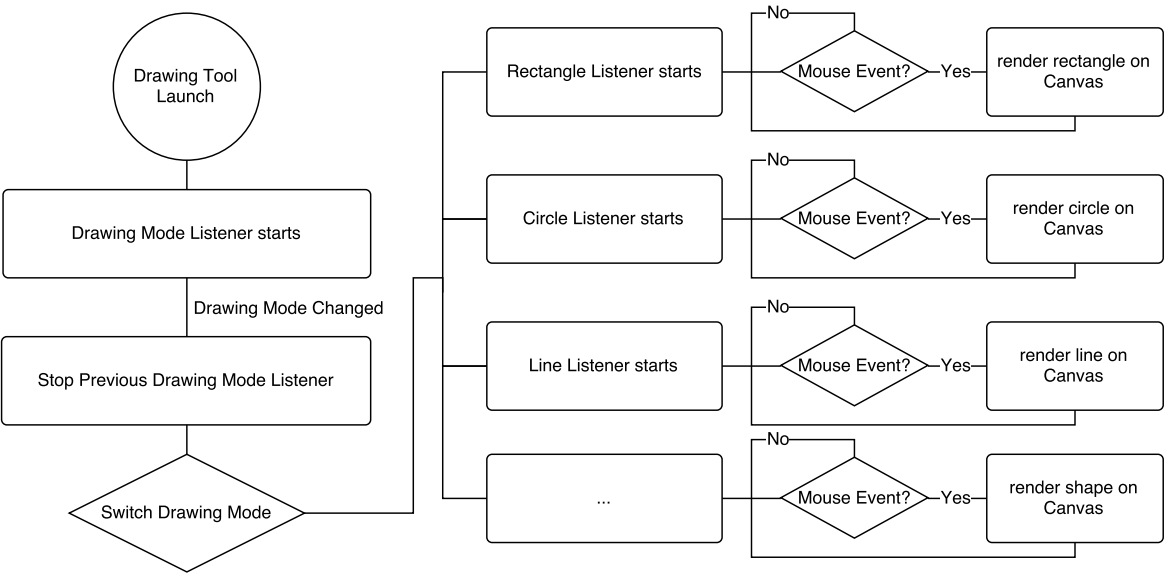 Drawing Tool
Launch
Drawing Mode Listener starts
Drawing Mode Changed
Stop Previous Drawing Mode Listener
Switch Drawing Mode
Rectangle Listener starts
No
Mouse Event?
Yes
render rectangle on
Canvas
Circle Listener starts
No
Mouse Event?
Yes
render circle on
Canvas
Line Listener starts
No
Mouse Event?
Yes
render line on
Canvas
...
No
Mouse Event?
Yes
render shape on
Canvas